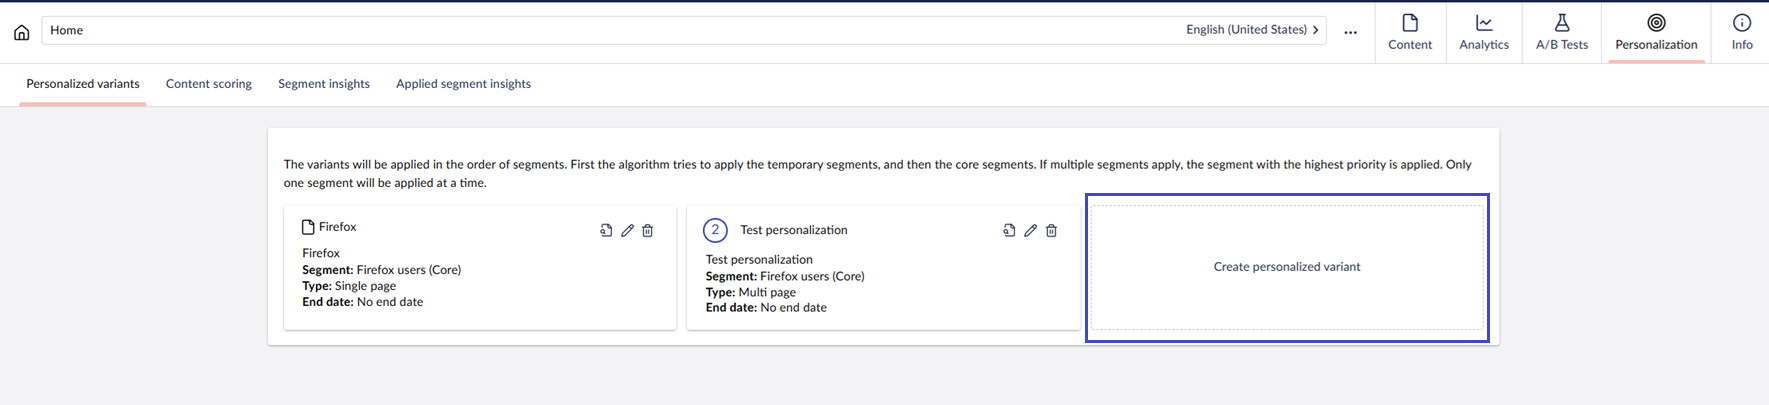 Home
English (United States)
...
Content
Analytics
A/B Tests
Personalization
Info
Personalized variants
Content scoring
Segment insights
Applied segment insights
The variants will be applied in the order of segments. First the algorithm tries to apply the temporary segments, and then the core segments. If multiple segments apply, the segment with the highest priority is applied. Only
one segment will be applied at a time.
Firefox
Firefox
Segment: Firefox users (Core)
Type: Single page
End date: No end date
2 Test personalization
Test personalization
Segment: Firefox users (Core)
Type: Multi page
End date: No end date
Create personalized variant